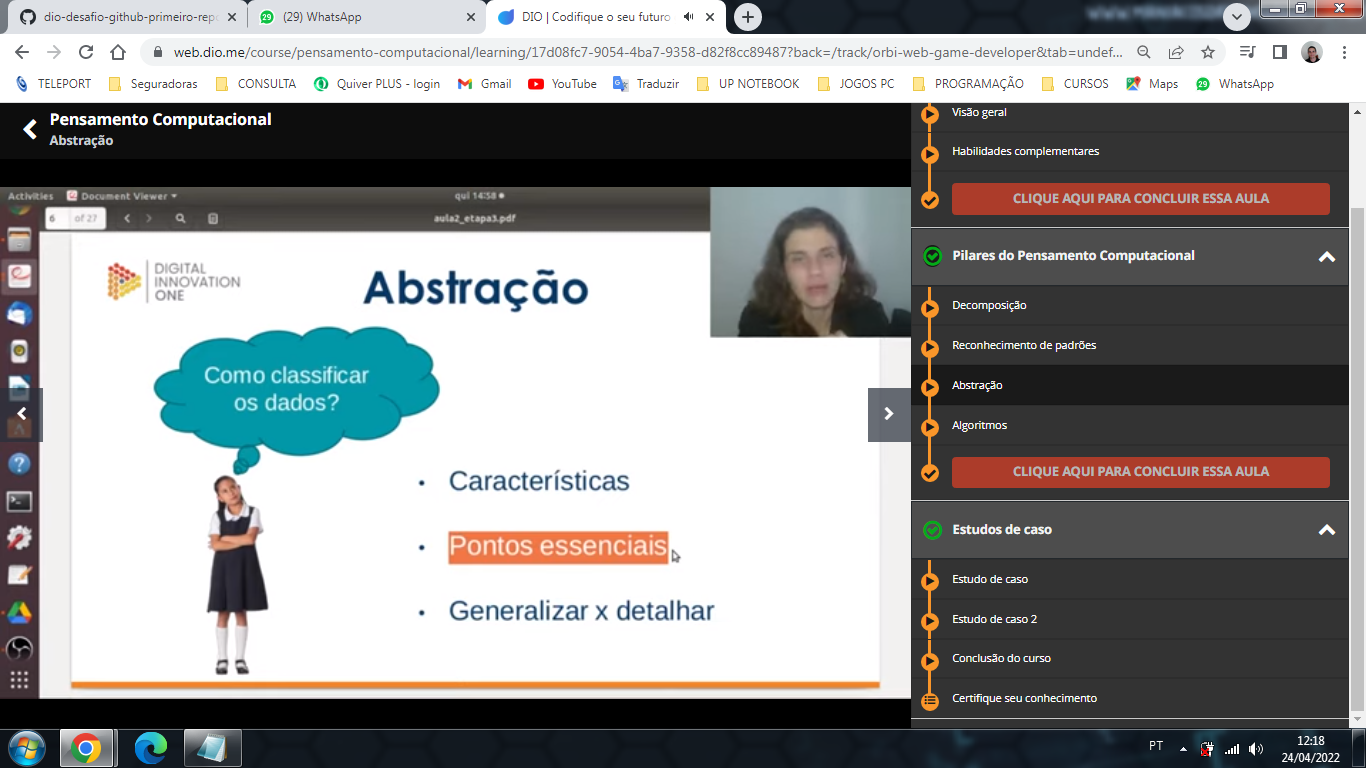 dio-desafio-github-primeiro-repo
(29) WhatsApp
DIO | Codifique o seu futuro
web.dio.me/course/pensamento-computacional/learning/17d08fc7-9054-4ba7-9358-d82f8cc89487?back=/track/orbi-web-game-developer&tab=undef...
TELEPORT
Seguradoras
CONSULTA
Quiver PLUS - login
Gmail
YouTube
Traduzir
UP NOTEBOOK
JOGOS PC
PROGRAMAÇÃO
CURSOS
Maps
29
WhatsApp
Pensamento Computacional
Abstração
Activities
Document Viewer
qui 14:58
6 of 27
aula2_etapa3.pdf
DIGITAL
INNOVATION
ONE
Abstração
Como classificar
os dados?
• Características
• Pontos essenciais
• Generalizar x detalhar
Visão geral
Habilidades complementares
CLIQUE AQUI PARA CONCLUIR ESSA AULA
Pilares do Pensamento Computacional
Decomposição
Reconhecimento de padrões
Abstração
Algoritmos
CLIQUE AQUI PARA CONCLUIR ESSA AULA
Estudos de caso
Estudo de caso
Estudo de caso 2
Conclusão do curso
Certifique seu conhecimento
PT
12:18
24/04/2022